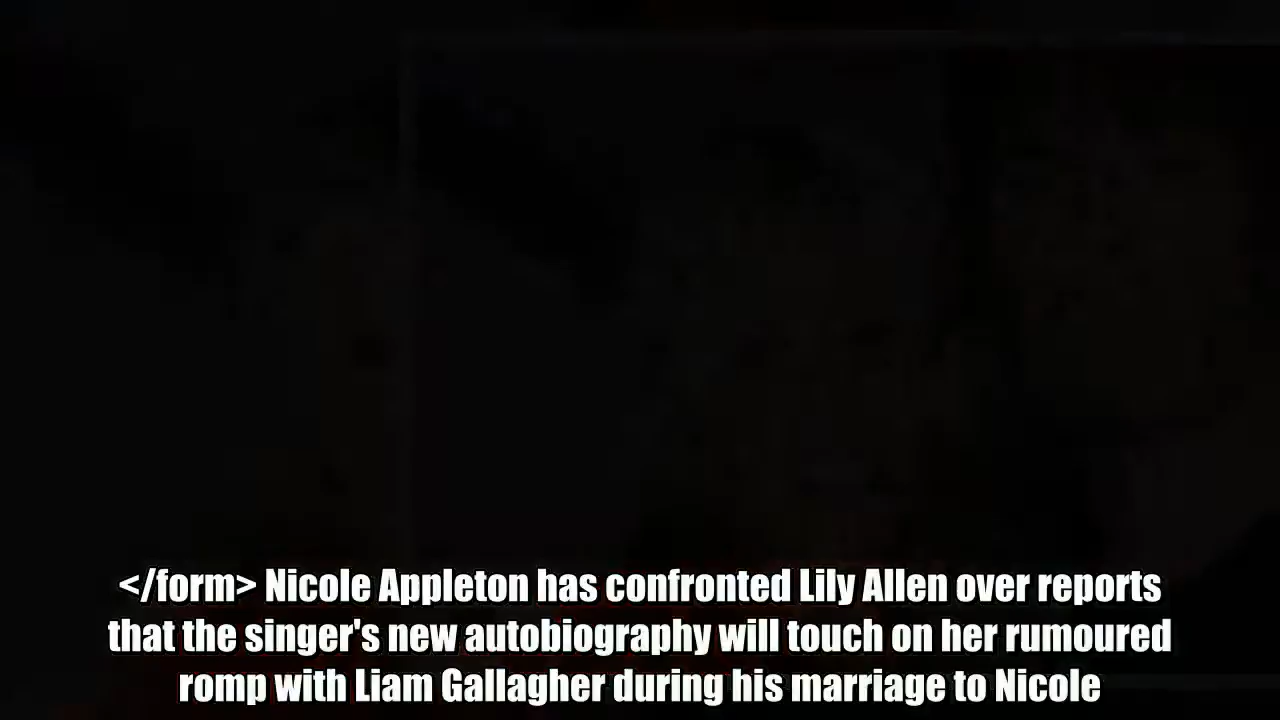 </form> Nicole Appleton has confronted Lily Allen over reports
that the singer's new autobiography will touch on her rumoured
romp with Liam Gallagher during his marriage to Nicole